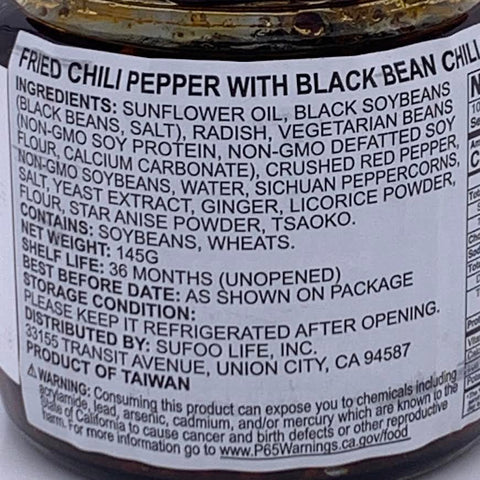 FRIED CHILI PEPPER WITH BLACK BEAN CHILI
INGREDIENTS: SUNFLOWER OIL, BLACK SOYBEANS
(BLACK BEANS, SALT), RADISH, VEGETARIAN BEANS
(NON-GMO SOY PROTEIN, NON-GMO DEFATTED SOY
FLOUR, CALCIUM CARBONATE), CRUSHED RED PEPPER,
NON-GMO SOYBEANS, WATER, SICHUAN PEPPERCORNS,
SALT, YEAST EXTRACT, GINGER, LICORICE POWDER,
FLOUR, STAR ANISE POWDER, TSAOKO.
CONTAINS: SOYBEANS, WHEATS.
NET WEIGHT: 145G
SHELF LIFE: 36 MONTHS (UNOPENED)
BEST BEFORE DATE: AS SHOWN ON PACKAGE
STORAGE CONDITION:
PLEASE KEEP IT REFRIGERATED AFTER OPENING.
DISTRIBUTED BY: SUFOO LIFE, INC.
33155 TRANSIT AVENUE, UNION CITY, CA 94587
PRODUCT OF TAIWAN
⚠ WARNING: Consuming this product can expose you to chemicals including
acrylamide, lead, arsenic, cadmium, and/or mercury which are known to the
State of California to cause cancer and birth defects or other reproductive
harm. For more information go to www.P65Warnings.ca.gov/food